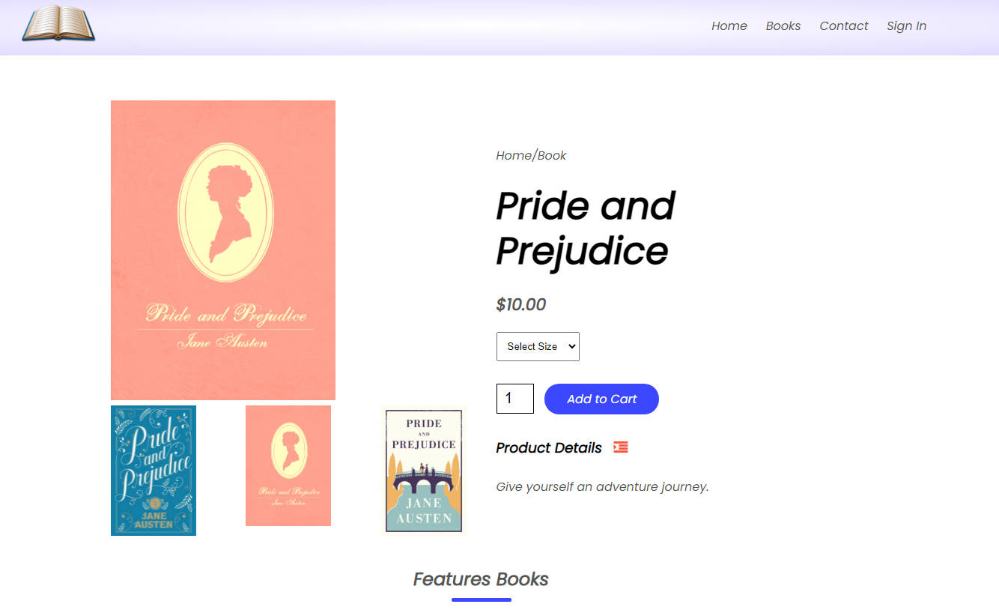 Home Books Contact Sign In
Pride and Prejudice
Jane Austen
Home/Book
Pride and
Prejudice
$10.00
Select Size
1 Add to Cart
Product Details
Give yourself an adventure journey.
Pride
and
Prejudice
JANE
AUSTEN
Pride and Prejudice
Jane Austen
PRIDE
AND
PREJUDICE
JANE
AUSTEN
Features Books